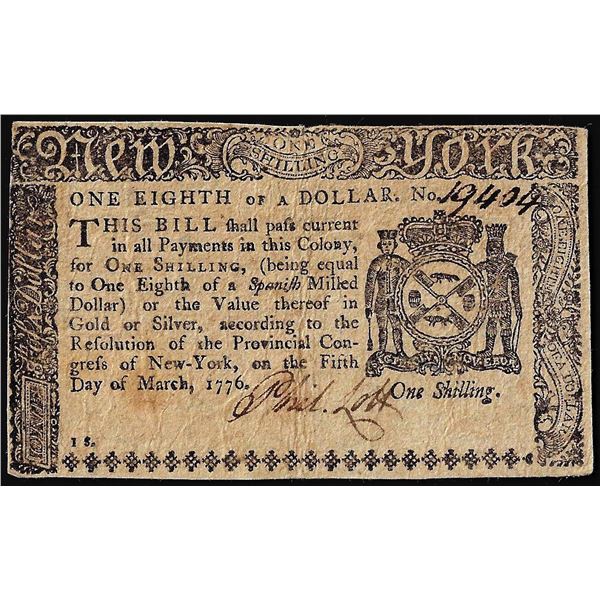 New ONE SHILLING York
ONE EIGHTH OF A DOLLAR. No. 19404
THIS BILL ſhall paſs current
in all Payments in this Colony,
for ONE SHILLING, (being equal
to One Eighth of a Spaniſh Milked
Dollar) or the Value thereof in
Gold or Silver, according to the
Reſolution of the Provincial Con-
greſs of New-York, on the Fifth
Day of March, 1776.
Phil. Lott
One Shilling.
1 s.